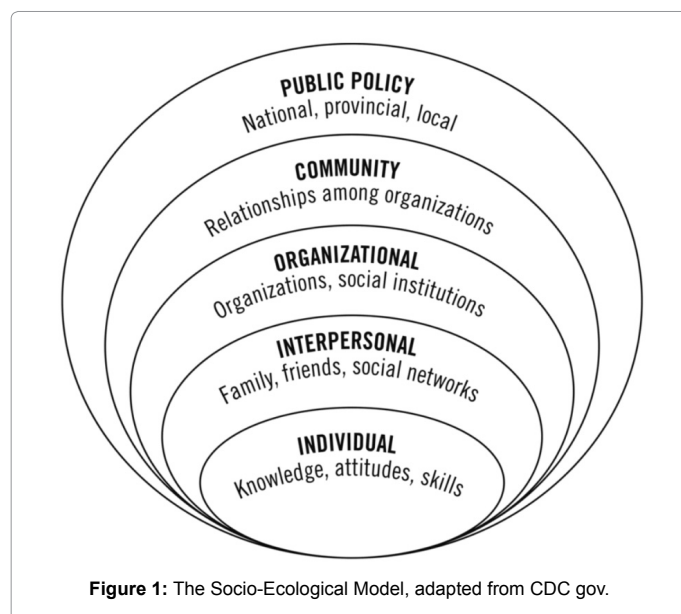 PUBLIC POLICY
National, provincial, local
COMMUNITY
Relationships among organizations
ORGANIZATIONAL
Organizations, social institutions
INTERPERSONAL
Family, friends, social networks
INDIVIDUAL
Knowledge, attitudes, skills
Figure 1: The Socio-Ecological Model, adapted from CDC gov.